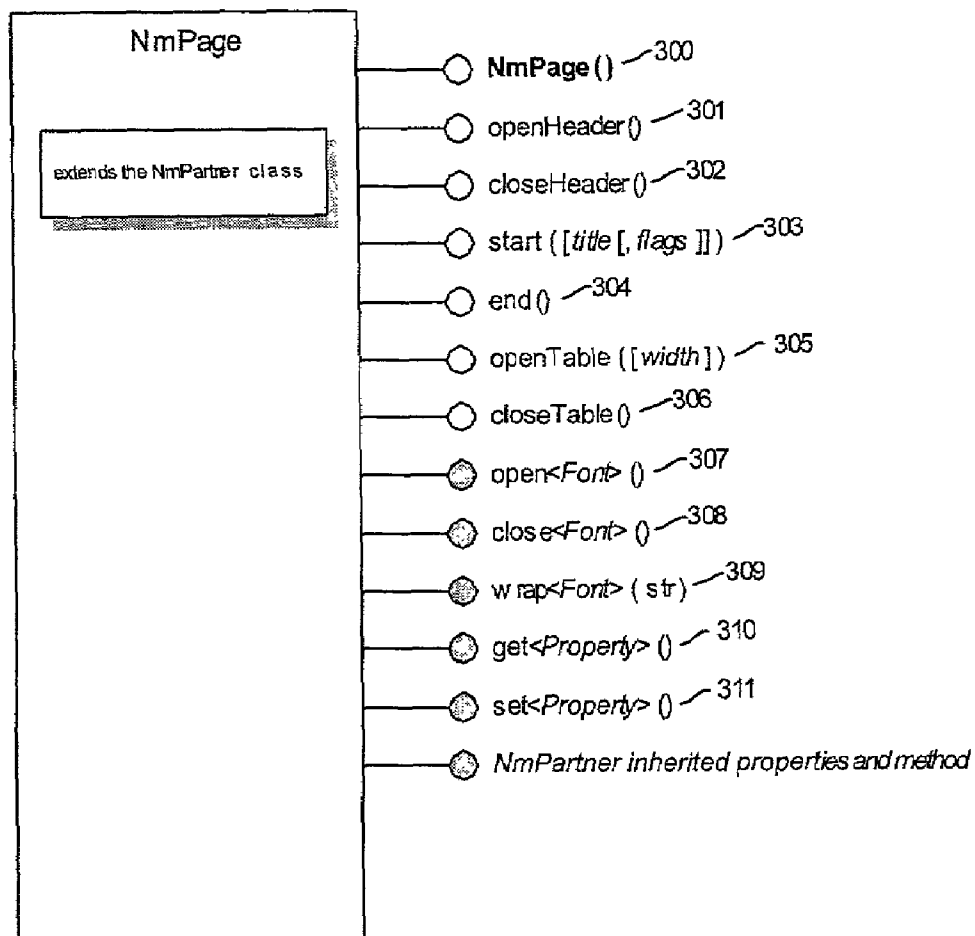 NmPage
extends the NmPartner class
NmPage() 300
openHeader() 301
closeHeader() 302
start ([title [, flags ]]) 303
end() 304
openTable ([width]) 305
closeTable() 306
open<Font> () 307
close<Font> () 308
wrap<Font> ( str) 309
get<Property> () 310
set<Property> () 311
NmPartner inherited properties and method